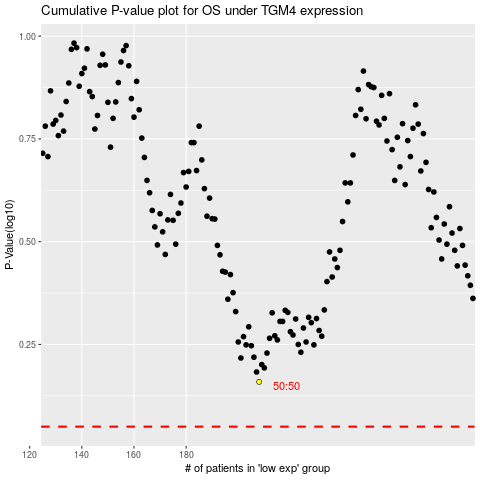 Cumulative P-value plot for OS under TGM4 expression
P-Value(log10)
1.00
0.75
0.50
0.25
50:50
120 140 160 180
# of patients in 'low exp' group